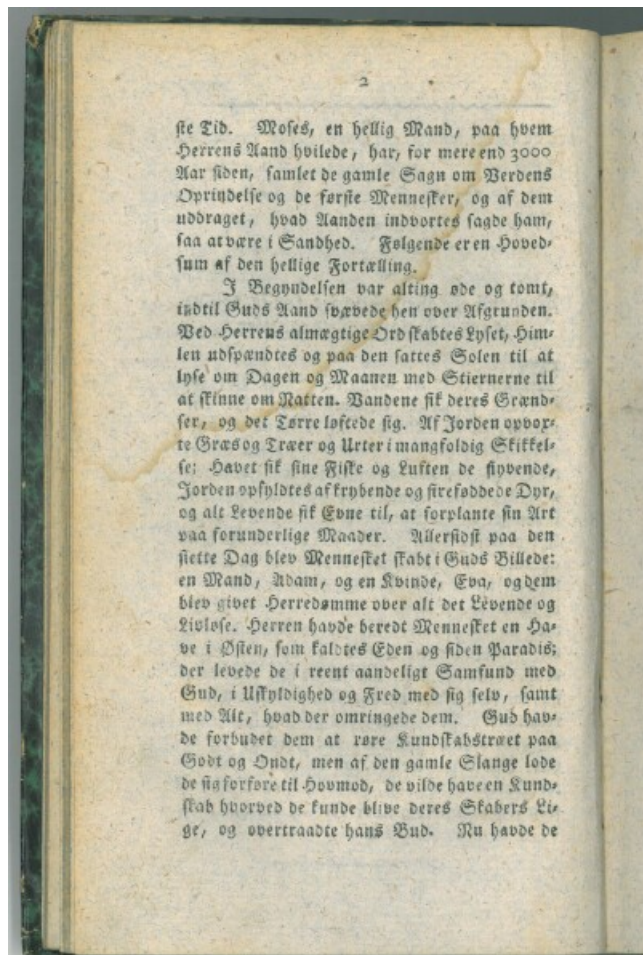 2
ste Tid. Moses, en hellig Mand, paa hvem
Herrens Aand hvilede, har, for mere end 3000
Aar siden, samlet de gamle Sagn om Verdens
Oprindelse og de første Mennesker, og af dem
uddraget, hvad Aanden indvortes sagde ham,
saa at være i Sandhed. Følgende er en Hoved-
sum af den hellige Fortælling.
I Begyndelsen var alting øde og tomt,
indtil Guds Aand svævede hen over Afgrunden.
Ved Herrens almægtige Ord skabtes Lyset, Him-
len udspændtes og paa den sattes Solen til at
lyse om Dagen og Maanen med Stiernerne til
at skinne om Natten. Vandene fik deres Grænd-
ser, og det Tørre løftede sig. Af Jorden opvox-
te Græs og Træer og Urter i mangfoldig Skikkel-
se; Havet fik sine Fiske og Luften de flyvende,
Jorden opfyldtes af krybende og fireføddede Dyr,
og alt Levende fik Evne til, at forplante sin Art
paa forunderlige Maader. Allersidst paa den
siette Dag blev Mennesket skabt i Guds Billede:
en Mand, Adam, og en Kvinde, Eva, og dem
blev givet Herredømme over alt det Levende og
Livløse. Herren havde beredt Mennesket en Ha-
ve i Østen, som kaldtes Eden og siden Paradis;
der levede de i reent aandeligt Samfund med
Gud, i Uskyldighed og Fred med sig selv, samt
med Alt, hvad der omringede dem. Gud hav-
de forbudet dem at røre Kundskabstræet paa
Godt og Ondt, men af den gamle Slange lode
de sig forføre til Hovmod, de vilde have en Kund-
skab hvorved de kunde blive deres Skabers Li-
ge, og overtraadte hans Bud. Nu havde de